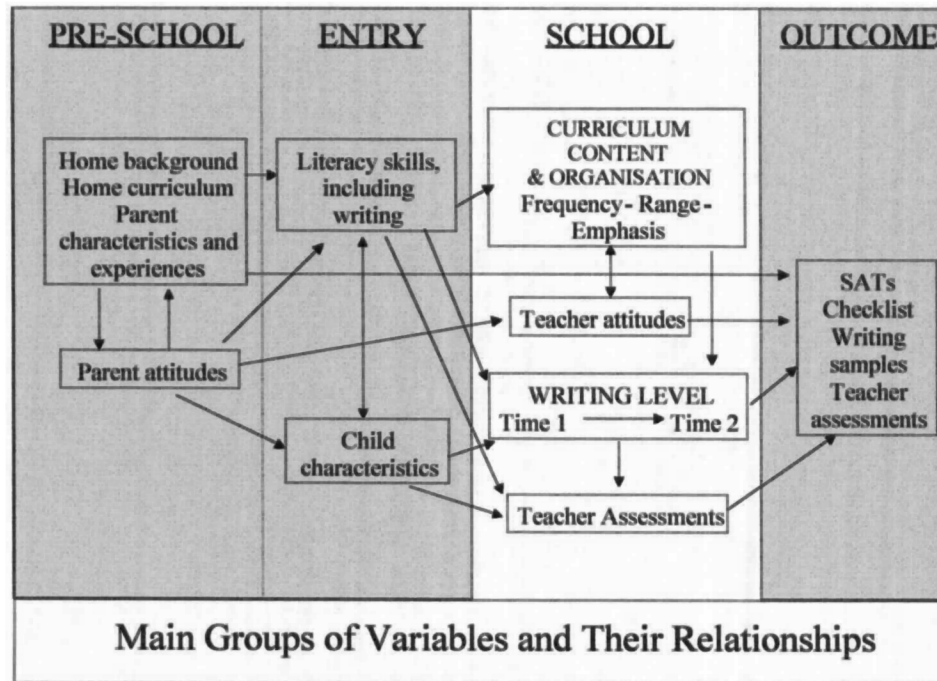 PRE-SCHOOL
ENTRY
SCHOOL
OUTCOME
Home background
Home curriculum
Parent
characteristics and
experiences
Parent attitudes
Literacy skills,
including
writing
Child
characteristics
CURRICULUM
CONTENT
& ORGANISATION
Frequency - Range -
Emphasis
Teacher attitudes
WRITING LEVEL
Time 1 Time 2
Teacher Assessments
SATs
Checklist
Writing
samples
Teacher
assessments
Main Groups of Variables and Their Relationships